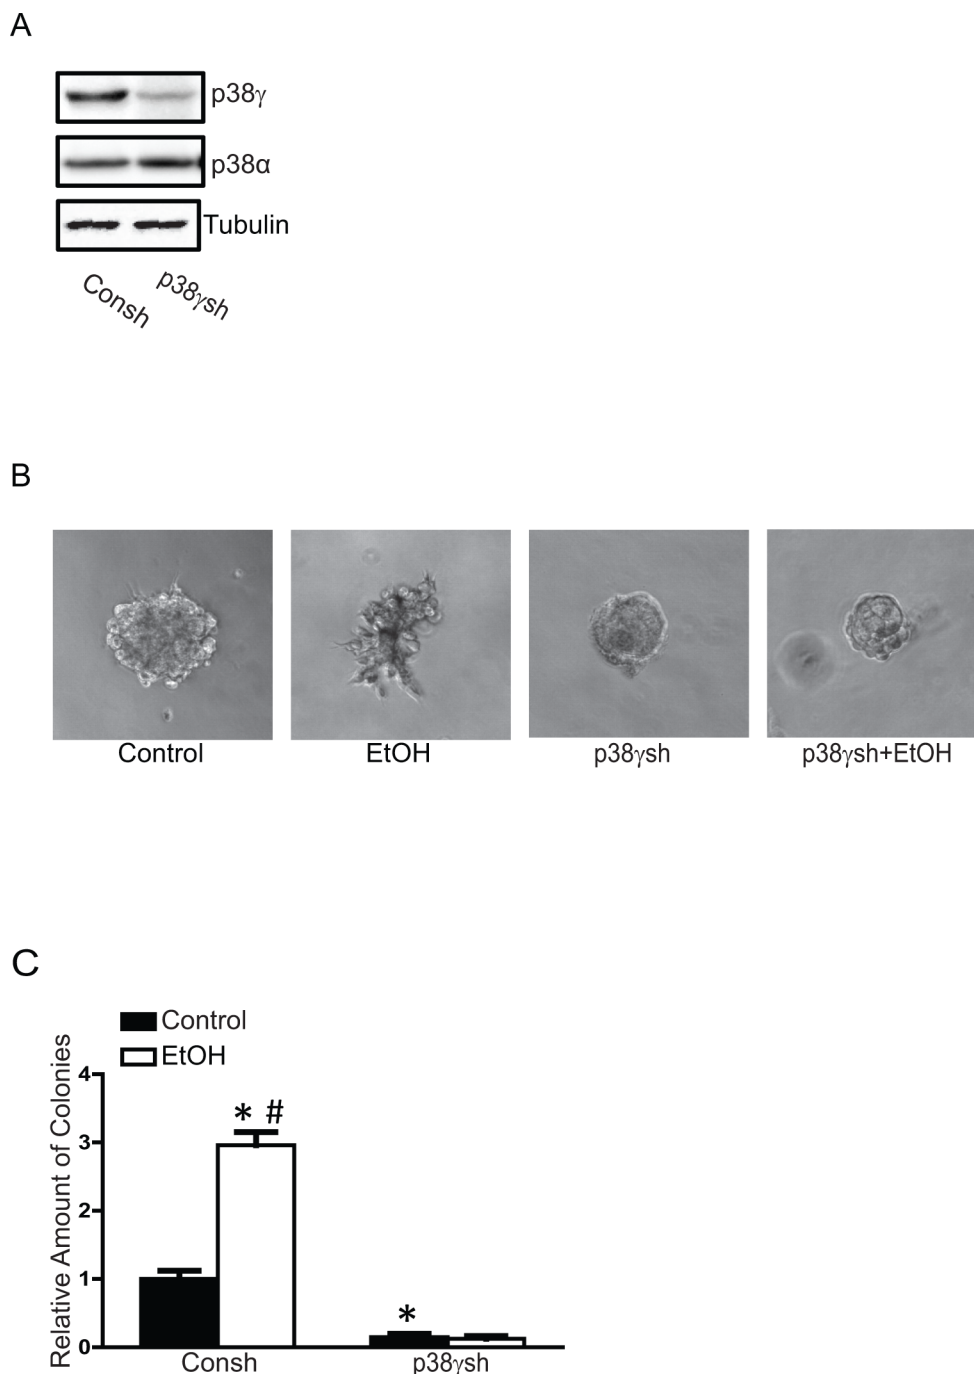 A
p38γ
p38α
Tubulin
Consh
p38γsh
B
Control
EtOH
p38γsh
p38γsh+EtOH
C
Control
EtOH
Relative Amount of Colonies
4
3
2
1
0
* #
*
Consh
p38γsh